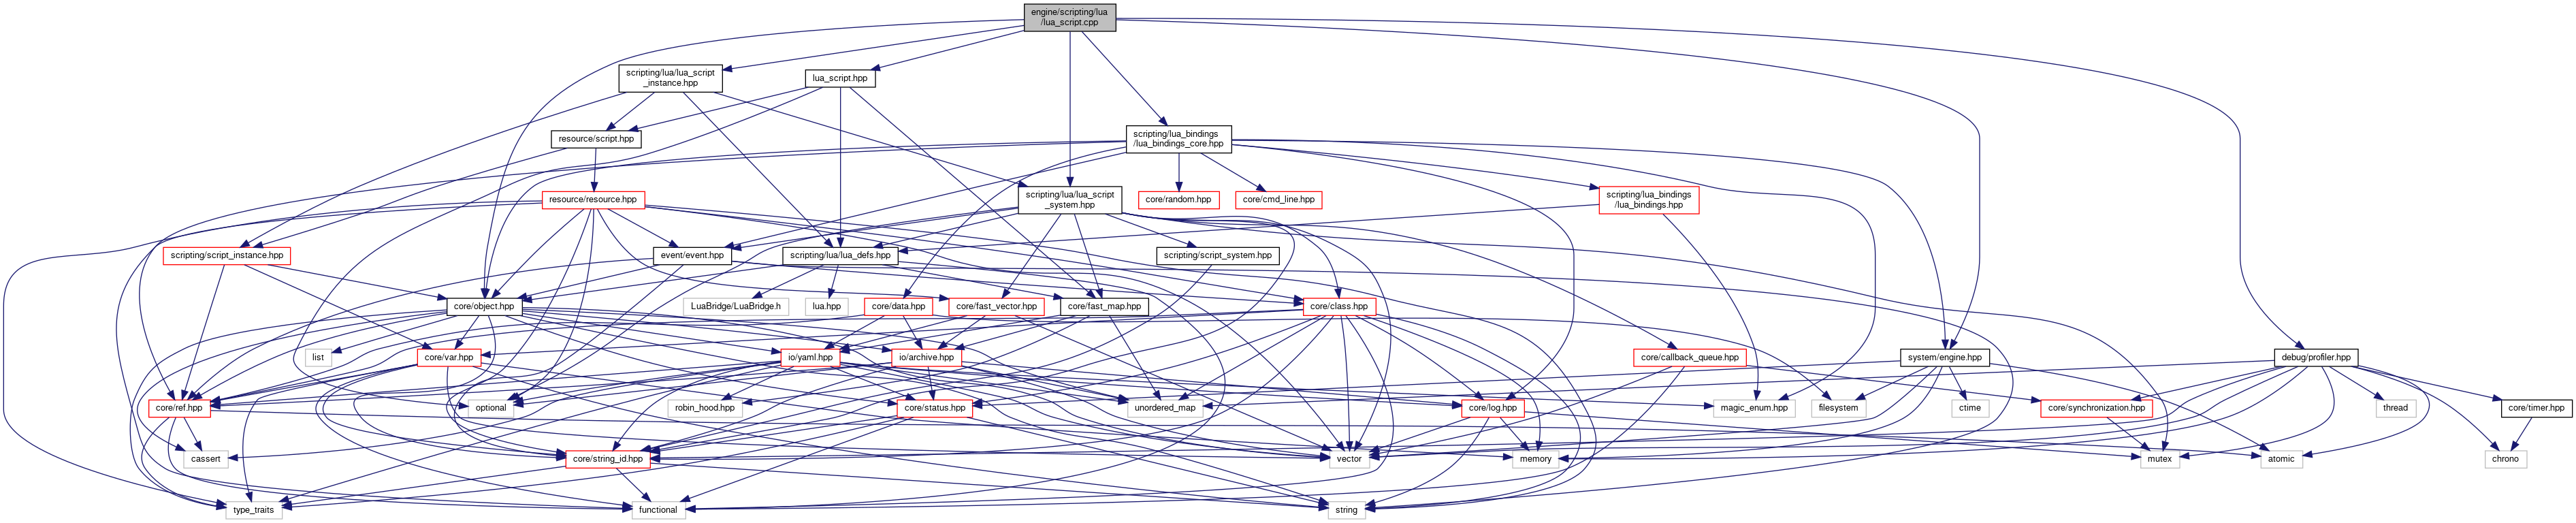 engine/scripting/lua
/lua_script.cpp
scripting/lua/lua_script
_instance.hpp
lua_script.hpp
resource/script.hpp
scripting/lua_bindings
/lua_bindings_core.hpp
resource/resource.hpp
scripting/lua/lua_script
_system.hpp
core/random.hpp
core/cmd_line.hpp
scripting/lua_bindings
/lua_bindings.hpp
scripting/script_instance.hpp
event/event.hpp
scripting/lua/lua_defs.hpp
scripting/script_system.hpp
core/object.hpp
LuaBridge/LuaBridge.h
lua.hpp
core/data.hpp
core/fast_vector.hpp
core/fast_map.hpp
core/class.hpp
list
core/var.hpp
io/yaml.hpp
io/archive.hpp
core/callback_queue.hpp
system/engine.hpp
debug/profiler.hpp
core/ref.hpp
optional
robin_hood.hpp
core/status.hpp
unordered_map
core/log.hpp
magic_enum.hpp
filesystem
ctime
core/synchronization.hpp
thread
core/timer.hpp
cassert
core/string_id.hpp
vector
memory
mutex
atomic
chrono
type_traits
functional
string